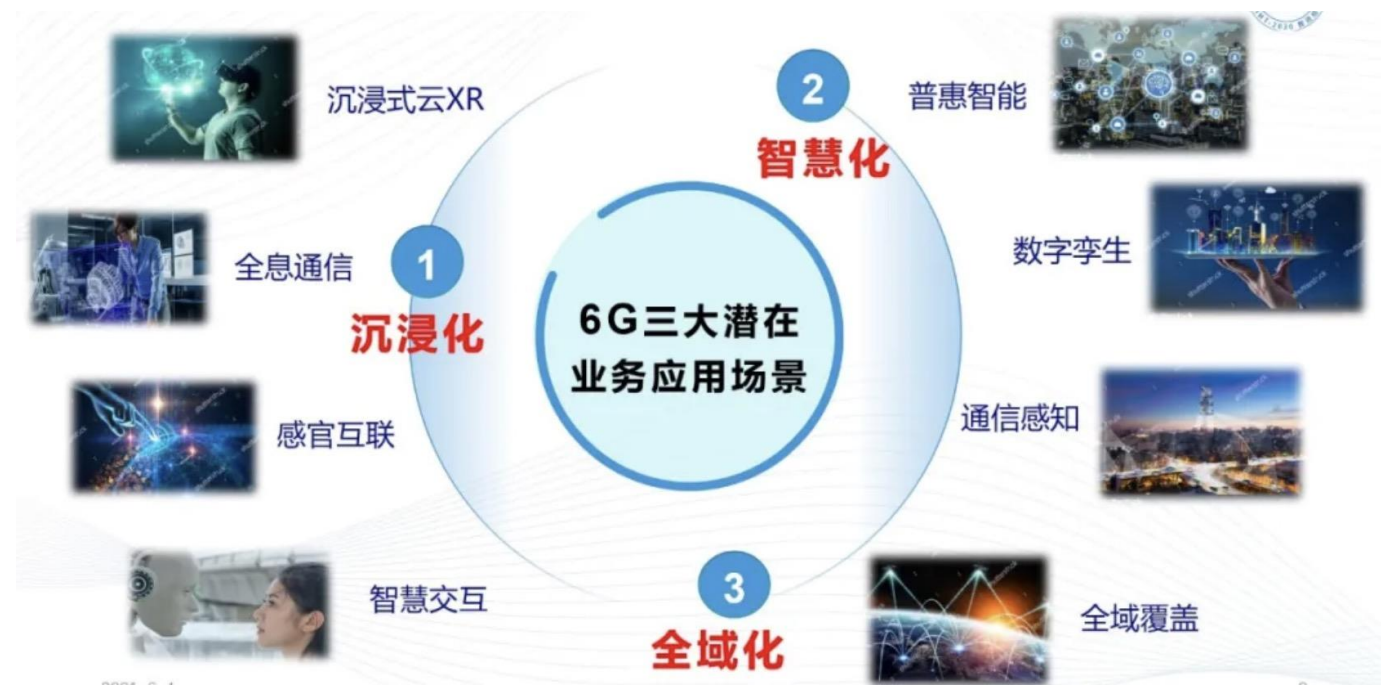 沉浸式云XR
全息通信
感官互联
智慧交互
1
沉浸化
2
智慧化
6G三大潜在
业务应用场景
3
全域化
普惠智能
数字孪生
通信感知
全域覆盖